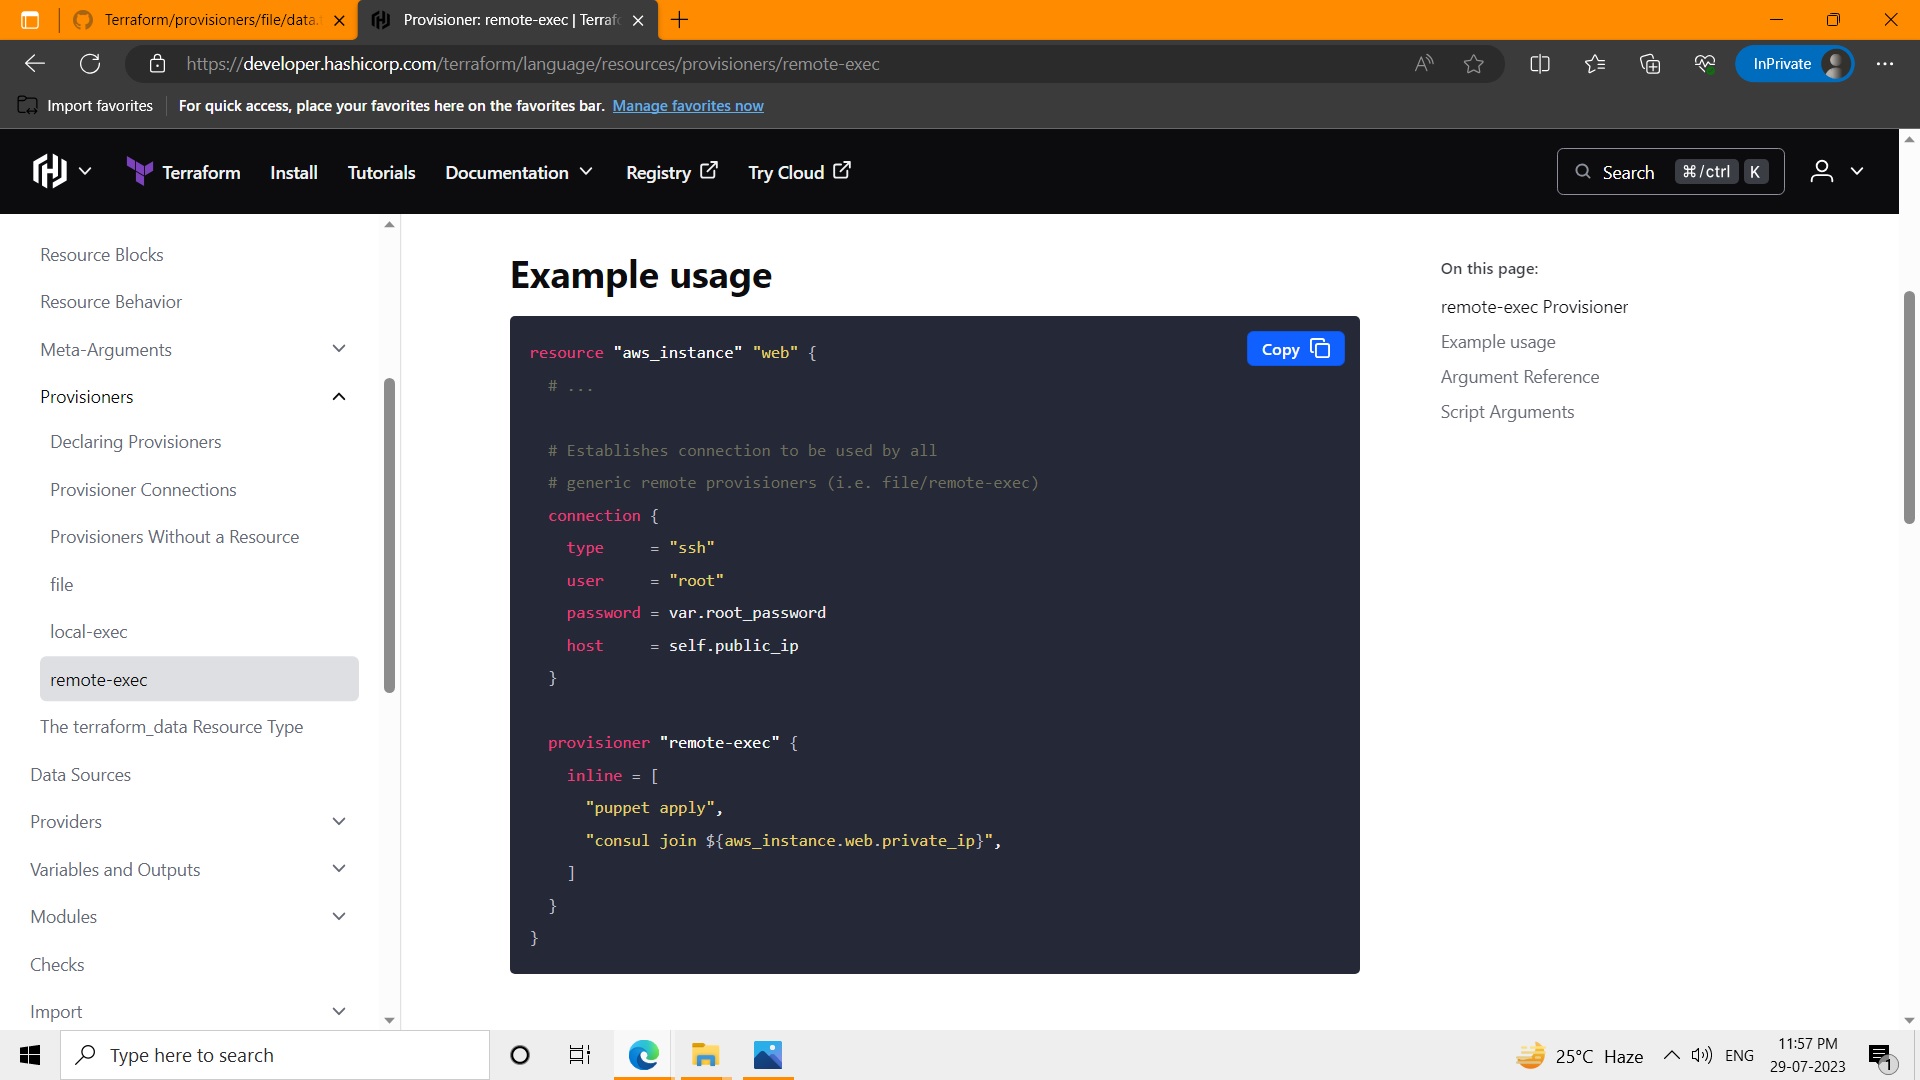 Terraform/provisioners/file/data.
Provisioner: remote-exec | Terraf
https://developer.hashicorp.com/terraform/language/resources/provisioners/remote-exec
InPrivate
Import favorites
For quick access, place your favorites here on the favorites bar. Manage favorites now
Terraform
Install
Tutorials
Documentation
Registry
Try Cloud
Search
⌘/ctrl
K
Resource Blocks
Resource Behavior
Meta-Arguments
Provisioners
Declaring Provisioners
Provisioner Connections
Provisioners Without a Resource
file
local-exec
remote-exec
The terraform_data Resource Type
Data Sources
Providers
Variables and Outputs
Modules
Checks
Import
Example usage
Copy
resource "aws_instance" "web" {
# ...
# Establishes connection to be used by all
# generic remote provisioners (i.e. file/remote-exec)
connection {
type     = "ssh"
user     = "root"
password = var.root_password
host     = self.public_ip
}
provisioner "remote-exec" {
inline = [
"puppet apply",
"consul join ${aws_instance.web.private_ip}",
]
}
}
On this page:
remote-exec Provisioner
Example usage
Argument Reference
Script Arguments
Type here to search
25°C Haze
ENG
11:57 PM
29-07-2023
1